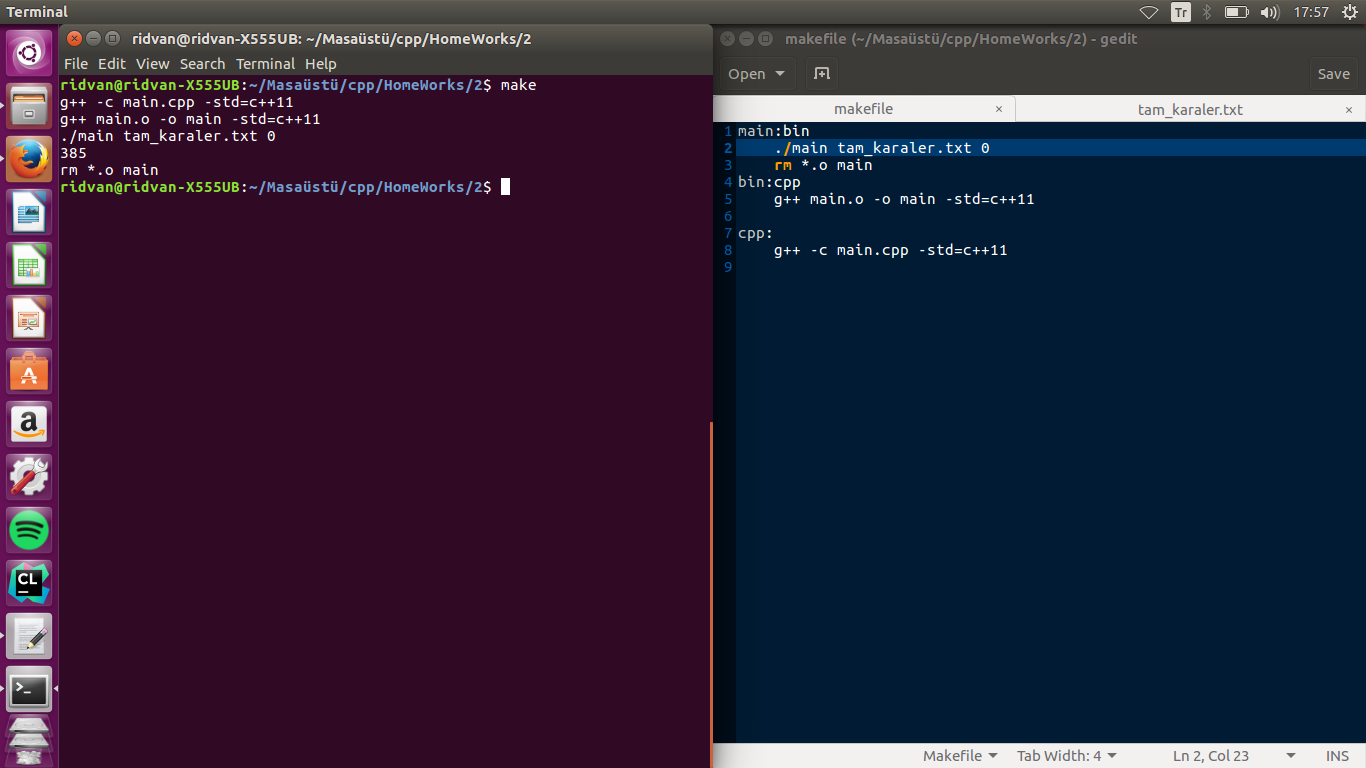 Terminal
Tr
17:57
ridvan@ridvan-X555UB: ~/Masaüstü/cpp/HomeWorks/2
File Edit View Search Terminal Help
ridvan@ridvan-X555UB:~/Masaüstü/cpp/HomeWorks/2$ make
g++ -c main.cpp -std=c++11
g++ main.o -o main -std=c++11
./main tam_karaler.txt 0
385
rm *.o main
ridvan@ridvan-X555UB:~/Masaüstü/cpp/HomeWorks/2$
makefile (~/Masaüstü/cpp/HomeWorks/2) - gedit
Open
Save
makefile ×
tam_karaler.txt ×
1 main:bin
2 ./main tam_karaler.txt 0
3 rm *.o main
4 bin:cpp
5 g++ main.o -o main -std=c++11
6
7 cpp:
8 g++ -c main.cpp -std=c++11
9
A
a
CL
>_
Makefile
Tab Width: 4
Ln 2, Col 23
INS